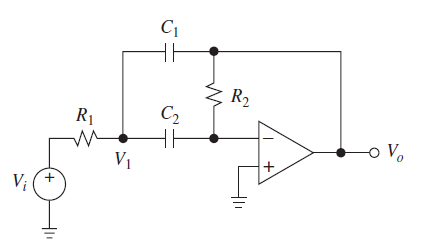 C₁
R₂
R₁
C₂
V₁
Vᵢ
+
−
+
Vₒ